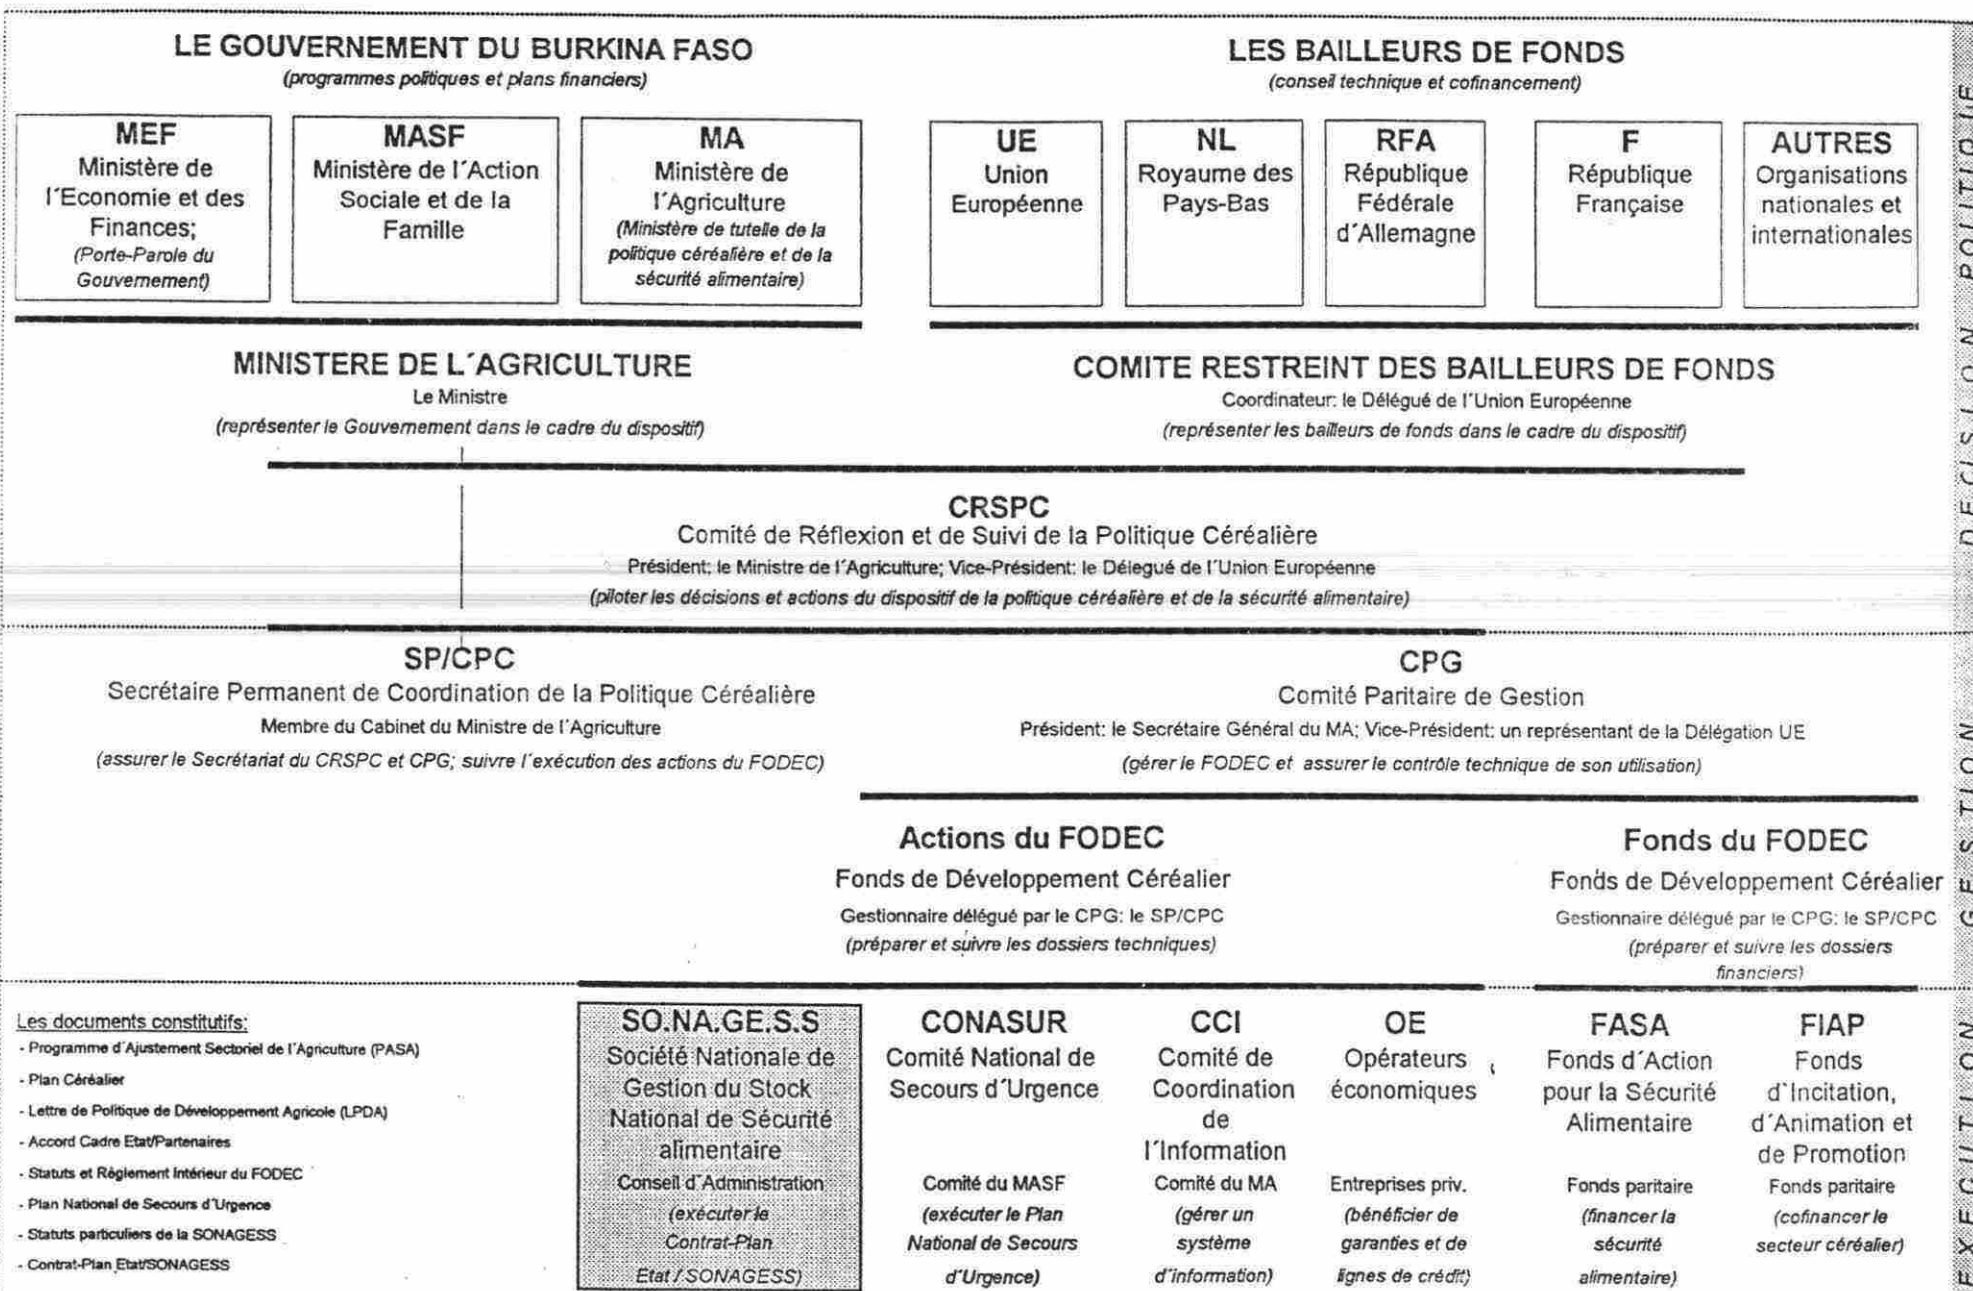 LE GOUVERNEMENT DU BURKINA FASO
(programmes politiques et plans financiers)
MEF
Ministère de
l´Economie et des
Finances;
(Porte-Parole du
Gouvernement)
MASF
Ministère de l´Action
Sociale et de la
Famille
MA
Ministère de
l´Agriculture
(Ministère de tutelle de la
politique céréalière et de la
sécurité alimentaire)
LES BAILLEURS DE FONDS
(conseil technique et cofinancement)
UE
Union
Européenne
NL
Royaume des
Pays-Bas
RFA
République
Fédérale
d´Allemagne
F
République
Française
AUTRES
Organisations
nationales et
internationales
MINISTERE DE L´AGRICULTURE
Le Ministre
(représenter le Gouvernement dans le cadre du dispositif)
COMITE RESTREINT DES BAILLEURS DE FONDS
Coordinateur: le Délégué de l´Union Européenne
(représenter les bailleurs de fonds dans le cadre du dispositif)
CRSPC
Comité de Réflexion et de Suivi de la Politique Céréalière
Président: le Ministre de l´Agriculture; Vice-Président: le Délegué de l´Union Européenne
(piloter les décisions et actions du dispositif de la politique céréalière et de la sécurité alimentaire)
DECISION POLITIQUE
SP/CPC
Secrétaire Permanent de Coordination de la Politique Céréalière
Membre du Cabinet du Ministre de l´Agriculture
(assurer le Secrétariat du CRSPC et CPG; suivre l´exécution des actions du FODEC)
CPG
Comité Paritaire de Gestion
Président: le Secrétaire Général du MA; Vice-Président: un représentant de la Délégation UE
(gérer le FODEC et assurer le contrôle technique de son utilisation)
Actions du FODEC
Fonds de Développement Céréalier
Gestionnaire délégué par le CPG: le SP/CPC
(préparer et suivre les dossiers techniques)
Fonds du FODEC
Fonds de Développement Céréalier
Gestionnaire délégué par le CPG: le SP/CPC
(préparer et suivre les dossiers
financiers)
GESTION
Les documents constitutifs:
- Programme d´Ajustement Sectoriel de l´Agriculture (PASA)
- Plan Céréalier
- Lettre de Politique de Développement Agricole (LPDA)
- Accord Cadre Etat/Partenaires
- Statuts et Règlement Intérieur du FODEC
- Plan National de Secours d´Urgence
- Statuts particuliers de la SONAGESS
- Contrat-Plan Etat/SONAGESS
SO.NA.GE.S.S
Société Nationale de
Gestion du Stock
National de Sécurité
alimentaire
Conseil d´Administration
(exécuter le
Contrat-Plan
Etat / SONAGESS)
CONASUR
Comité National de
Secours d´Urgence
Comité du MASF
(exécuter le Plan
National de Secours
d´Urgence)
CCI
Comité de
Coordination
de
l´Information
Comité du MA
(gérer un
système
d´information)
OE
Opérateurs
économiques
Entreprises priv.
(bénéficier de
garanties et de
lignes de crédit)
FASA
Fonds d´Action
pour la Sécurité
Alimentaire
Fonds paritaire
(financer la
sécurité
alimentaire)
FIAP
Fonds
d´Incitation,
d´Animation et
de Promotion
Fonds paritaire
(cofinancer le
secteur céréalier)
EXECUTION